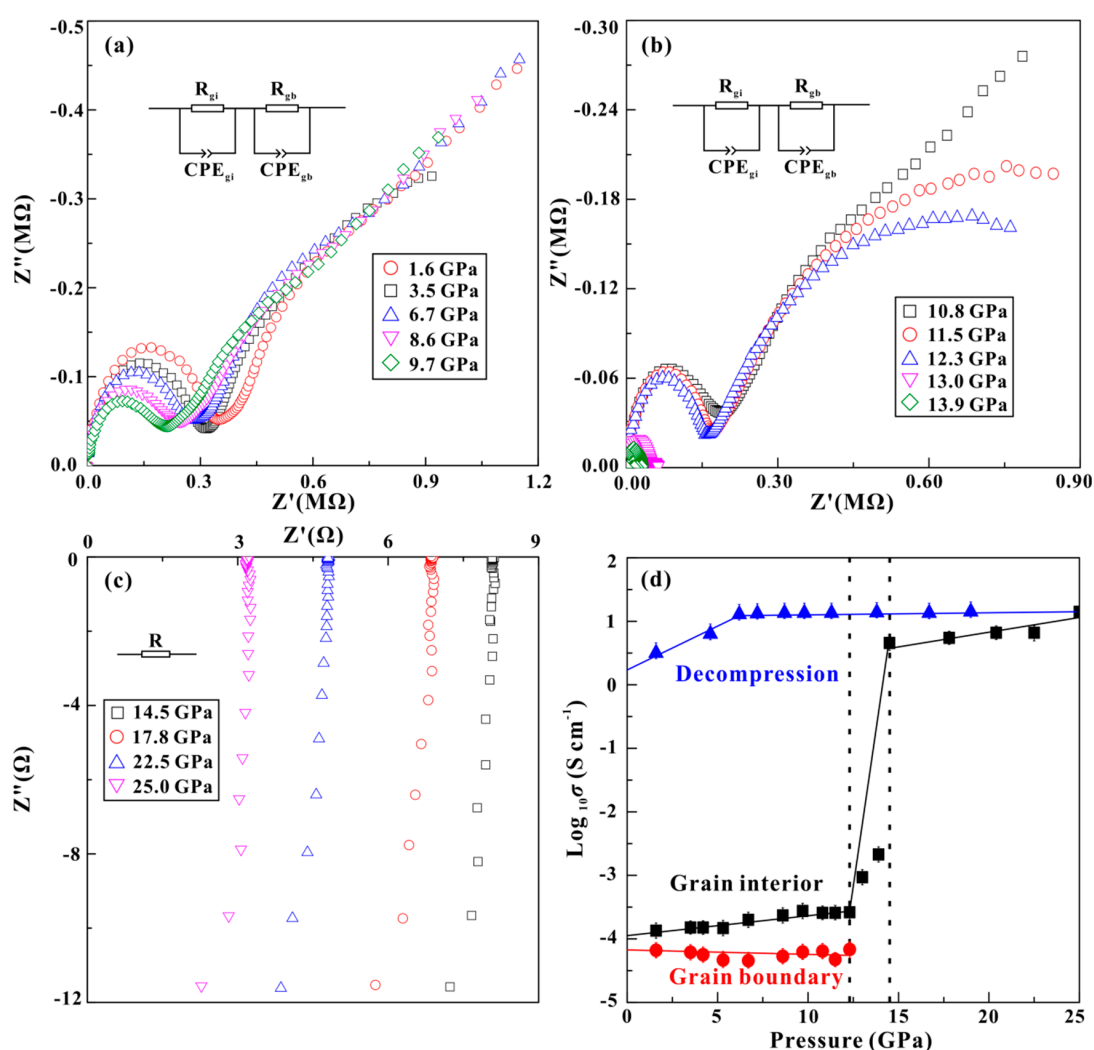 (a)
-0.5
-0.4
-0.3
-0.2
-0.1
0.0
Z″(MΩ)
R_gi R_gb
CPE_gi CPE_gb
1.6 GPa
3.5 GPa
6.7 GPa
8.6 GPa
9.7 GPa
0.0 0.3 0.6 0.9 1.2
Z′(MΩ)
(b)
-0.30
-0.24
-0.18
-0.12
-0.06
0.00
Z″(MΩ)
R_gi R_gb
CPE_gi CPE_gb
10.8 GPa
11.5 GPa
12.3 GPa
13.0 GPa
13.9 GPa
0.00 0.30 0.60 0.90
Z′(MΩ)
Z′(Ω)
0 3 6 9
(c)
0
-4
-8
-12
Z″(Ω)
R
14.5 GPa
17.8 GPa
22.5 GPa
25.0 GPa
(d)
2
1
0
-1
-2
-3
-4
-5
Log₁₀σ (S cm⁻¹)
Decompression
Grain interior
Grain boundary
0 5 10 15 20 25
Pressure (GPa)